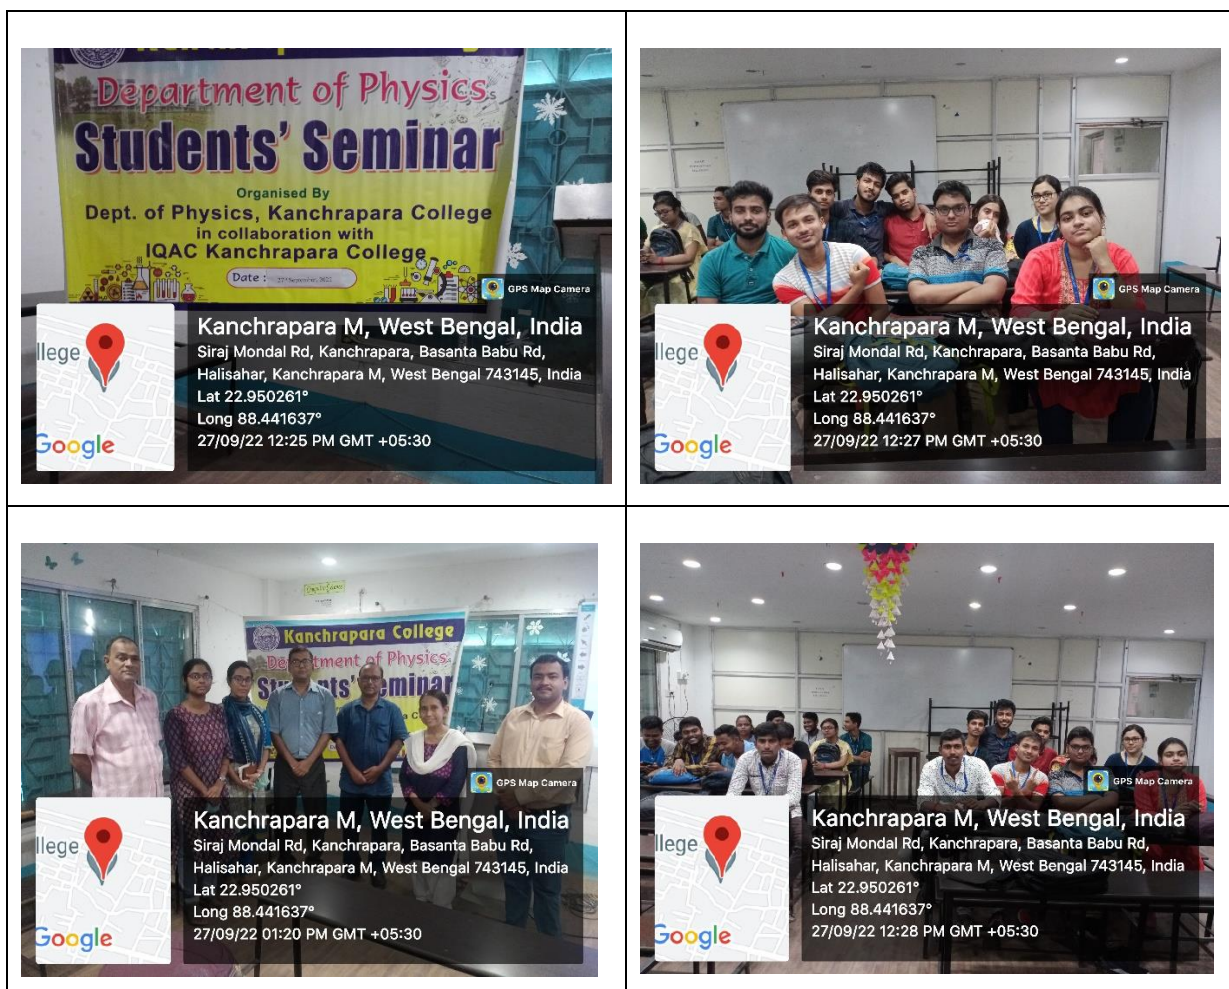 Department of Physics
Students' Seminar
Organised By
Dept. of Physics, Kanchrapara College
in collaboration with
IQAC Kanchrapara College
Date : 27th September, 2022
GPS Map Camera
llege
Google
Kanchrapara M, West Bengal, India
Siraj Mondal Rd, Kanchrapara, Basanta Babu Rd,
Halisahar, Kanchrapara M, West Bengal 743145, India
Lat 22.950261°
Long 88.441637°
27/09/22 12:25 PM GMT +05:30
GPS Map Camera
llege
Google
Kanchrapara M, West Bengal, India
Siraj Mondal Rd, Kanchrapara, Basanta Babu Rd,
Halisahar, Kanchrapara M, West Bengal 743145, India
Lat 22.950261°
Long 88.441637°
27/09/22 12:27 PM GMT +05:30
Kanchrapara College
Department of Physics
Students' Seminar
GPS Map Camera
llege
Google
Kanchrapara M, West Bengal, India
Siraj Mondal Rd, Kanchrapara, Basanta Babu Rd,
Halisahar, Kanchrapara M, West Bengal 743145, India
Lat 22.950261°
Long 88.441637°
27/09/22 01:20 PM GMT +05:30
GPS Map Camera
llege
Google
Kanchrapara M, West Bengal, India
Siraj Mondal Rd, Kanchrapara, Basanta Babu Rd,
Halisahar, Kanchrapara M, West Bengal 743145, India
Lat 22.950261°
Long 88.441637°
27/09/22 12:28 PM GMT +05:30